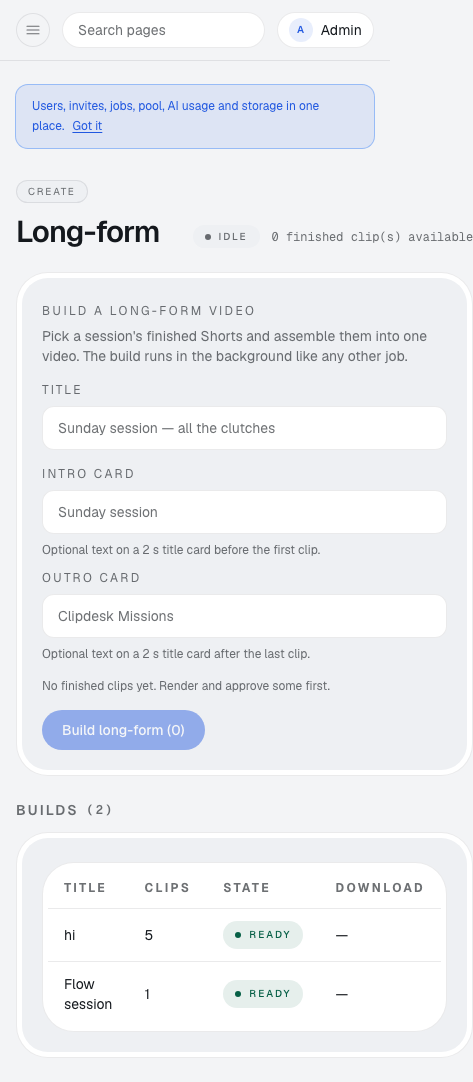 Search pages
A Admin
Users, invites, jobs, pool, AI usage and storage in one
place. Got it
CREATE
Long-form
IDLE
0 finished clip(s) available
BUILD A LONG-FORM VIDEO
Pick a session's finished Shorts and assemble them into one
video. The build runs in the background like any other job.
TITLE
Sunday session — all the clutches
INTRO CARD
Sunday session
Optional text on a 2 s title card before the first clip.
OUTRO CARD
Clipdesk Missions
Optional text on a 2 s title card after the last clip.
No finished clips yet. Render and approve some first.
Build long-form (0)
BUILDS (2)
TITLE CLIPS STATE DOWNLOAD
hi 5 READY —
Flow
session 1 READY —